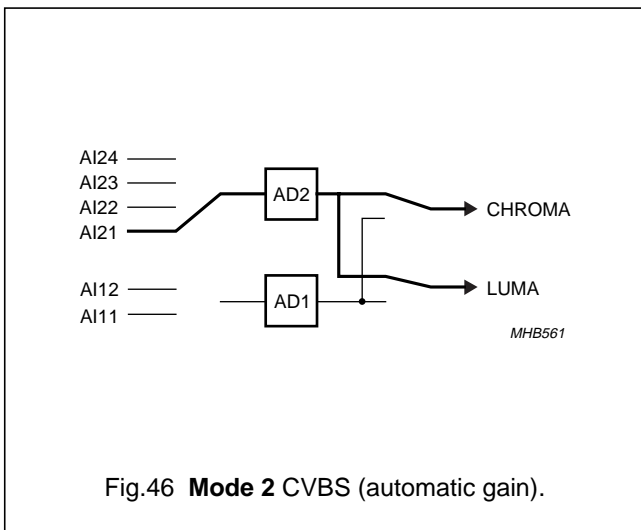 AI24
AI23
AI22
AI21
AD2
CHROMA
AI12
AI11
AD1
LUMA
MHB561
Fig.46 Mode 2 CVBS (automatic gain).